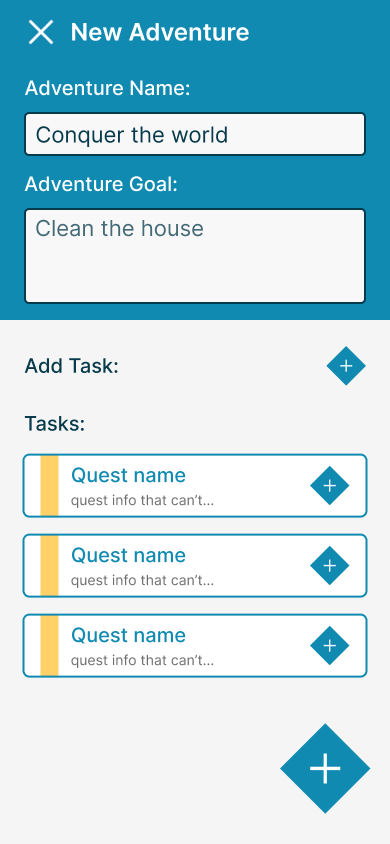 New Adventure
Adventure Name:
Conquer the world
Adventure Goal:
Clean the house
Add Task:
Tasks:
Quest name
quest info that can't...
Quest name
quest info that can't...
Quest name
quest info that can't...